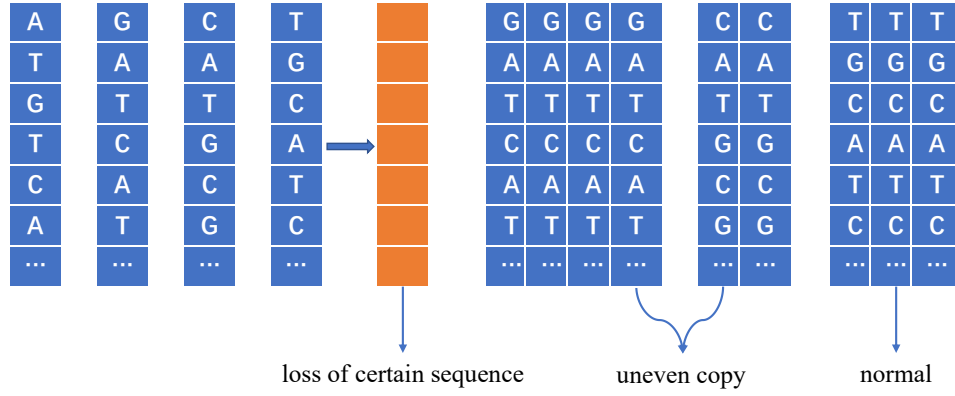 A G C T G G G G C C T T T
T A A G A A A A A A G G G
G T T C T T T T T T C C C
T C G A C C C C G G A A A
C A C T A A A A C C T T T
A T G C T T T T G G C C C
... ... ... ... ... ... ... ... ... ... ... ... ...
loss of certain sequence uneven copy normal